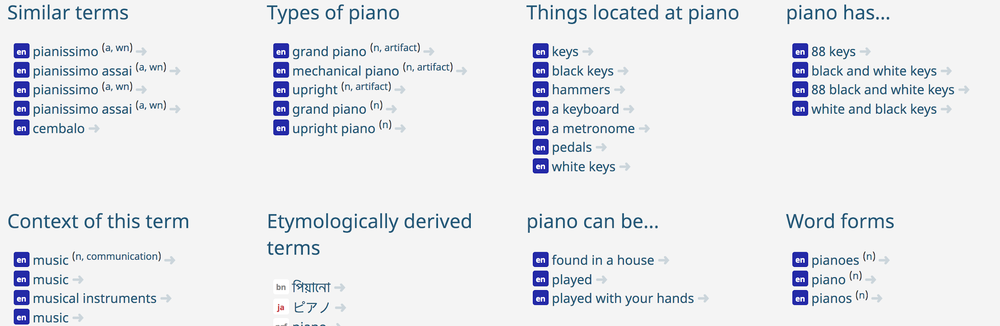 Similar terms
en pianissimo (a, wn) ➜
en pianissimo assai (a, wn) ➜
en pianissimo (a, wn) ➜
en pianissimo assai (a, wn) ➜
en cembalo ➜
Types of piano
en grand piano (n, artifact) ➜
en mechanical piano (n, artifact) ➜
en upright (n, artifact) ➜
en grand piano (n) ➜
en upright piano (n) ➜
Things located at piano
en keys ➜
en black keys ➜
en hammers ➜
en a keyboard ➜
en a metronome ➜
en pedals ➜
en white keys ➜
piano has...
en 88 keys ➜
en black and white keys ➜
en 88 black and white keys ➜
en white and black keys ➜
Context of this term
en music (n, communication) ➜
en music ➜
en musical instruments ➜
en music ➜
Etymologically derived
terms
bn পিয়ানো ➜
ja ピアノ ➜
prf piano ➜
piano can be...
en found in a house ➜
en played ➜
en played with your hands ➜
Word forms
en pianoes (n) ➜
en piano (n) ➜
en pianos (n) ➜